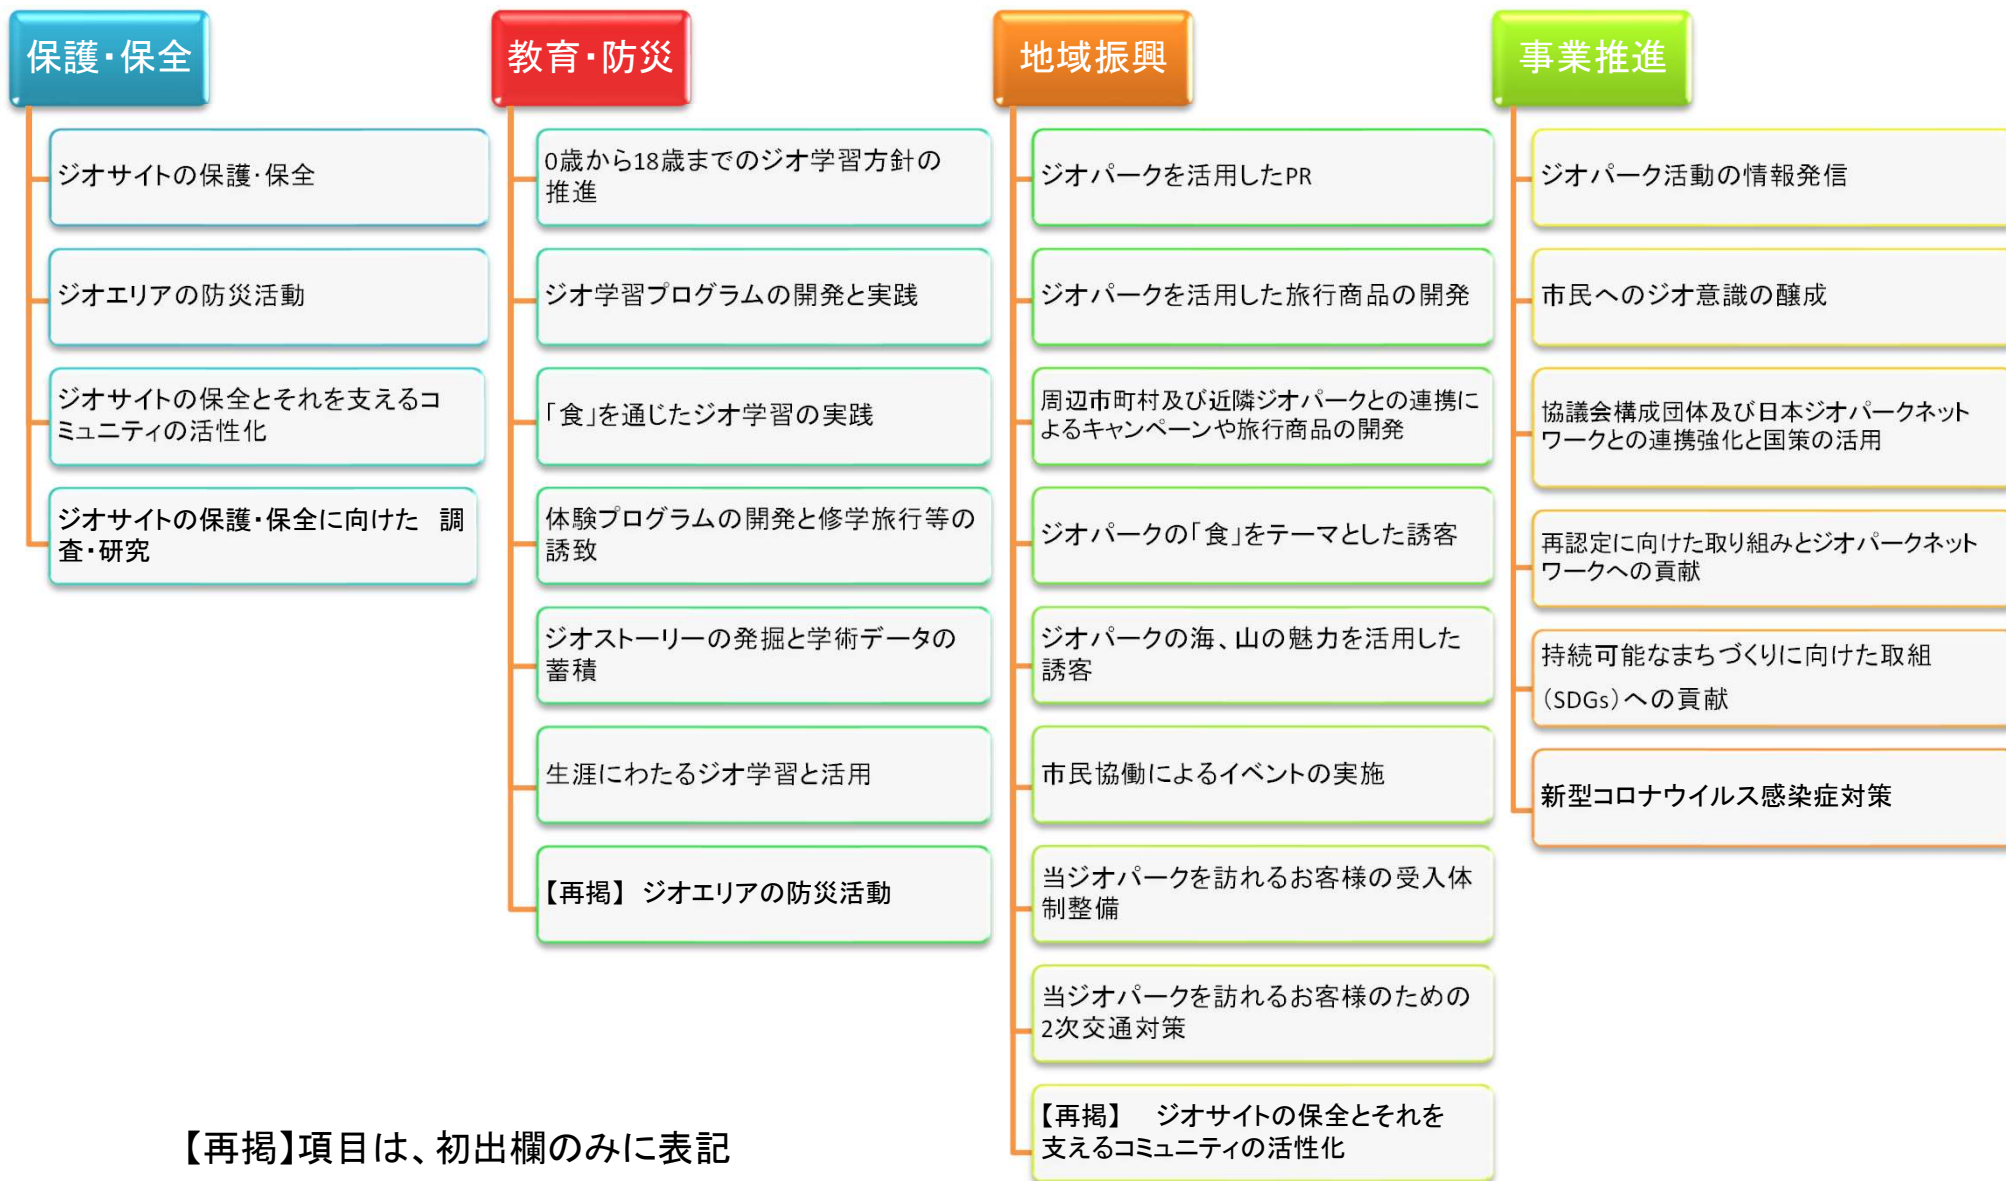 保護・保全
ジオサイトの保護・保全
ジオエリアの防災活動
ジオサイトの保全とそれを支えるコ
ミュニティの活性化
ジオサイトの保護・保全に向けた　調
査・研究
教育・防災
0歳から18歳までのジオ学習方針の
推進
ジオ学習プログラムの開発と実践
「食」を通じたジオ学習の実践
体験プログラムの開発と修学旅行等の
誘致
ジオストーリーの発掘と学術データの
蓄積
生涯にわたるジオ学習と活用
【再掲】 ジオエリアの防災活動
地域振興
ジオパークを活用したPR
ジオパークを活用した旅行商品の開発
周辺市町村及び近隣ジオパークとの連携に
よるキャンペーンや旅行商品の開発
ジオパークの「食」をテーマとした誘客
ジオパークの海、山の魅力を活用した
誘客
市民協働によるイベントの実施
当ジオパークを訪れるお客様の受入体
制整備
当ジオパークを訪れるお客様のための
2次交通対策
【再掲】　ジオサイトの保全とそれを
支えるコミュニティの活性化
事業推進
ジオパーク活動の情報発信
市民へのジオ意識の醸成
協議会構成団体及び日本ジオパークネット
ワークとの連携強化と国策の活用
再認定に向けた取り組みとジオパークネット
ワークへの貢献
持続可能なまちづくりに向けた取組
（SDGs）への貢献
新型コロナウイルス感染症対策
【再掲】項目は、初出欄のみに表記